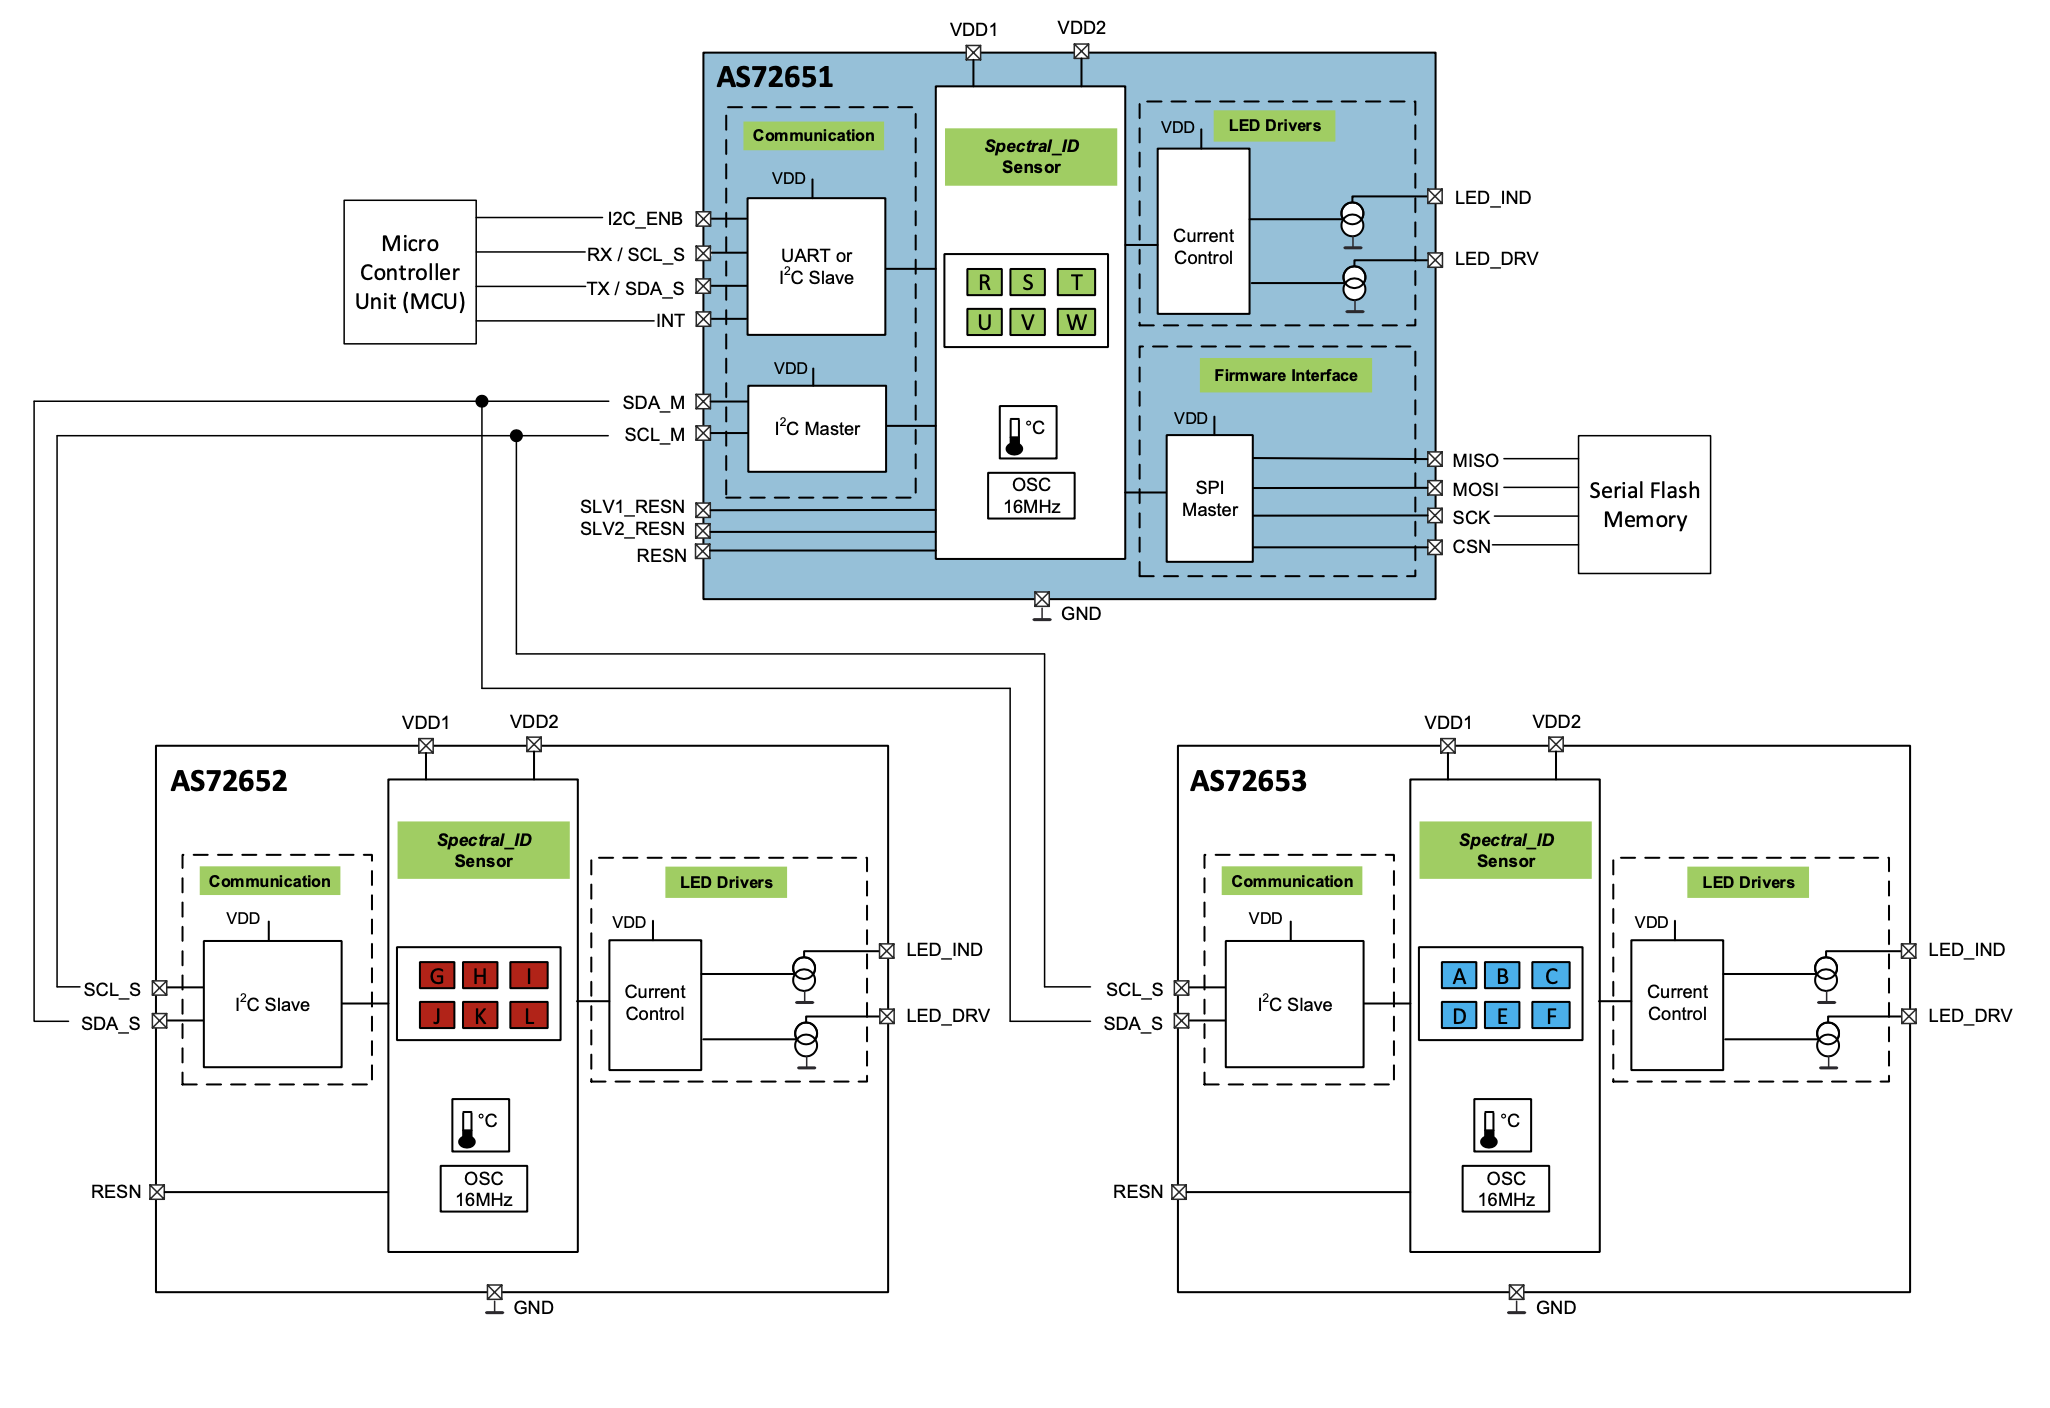 VDD1
VDD2
AS72651
Communication
VDD
UART or
I²C Slave
VDD
I²C Master
Spectral_ID
Sensor
R S T
U V W
°C
OSC
16MHz
LED Drivers
VDD
Current
Control
LED_IND
LED_DRV
Firmware Interface
VDD
SPI
Master
MISO
MOSI
SCK
CSN
Serial Flash
Memory
Micro
Controller
Unit (MCU)
I2C_ENB
RX / SCL_S
TX / SDA_S
INT
SDA_M
SCL_M
SLV1_RESN
SLV2_RESN
RESN
GND
VDD1
VDD2
AS72652
Communication
VDD
I²C Slave
SCL_S
SDA_S
RESN
Spectral_ID
Sensor
G H I
J K L
°C
OSC
16MHz
LED Drivers
VDD
Current
Control
LED_IND
LED_DRV
GND
VDD1
VDD2
AS72653
Communication
VDD
I²C Slave
SCL_S
SDA_S
RESN
Spectral_ID
Sensor
A B C
D E F
°C
OSC
16MHz
LED Drivers
VDD
Current
Control
LED_IND
LED_DRV
GND